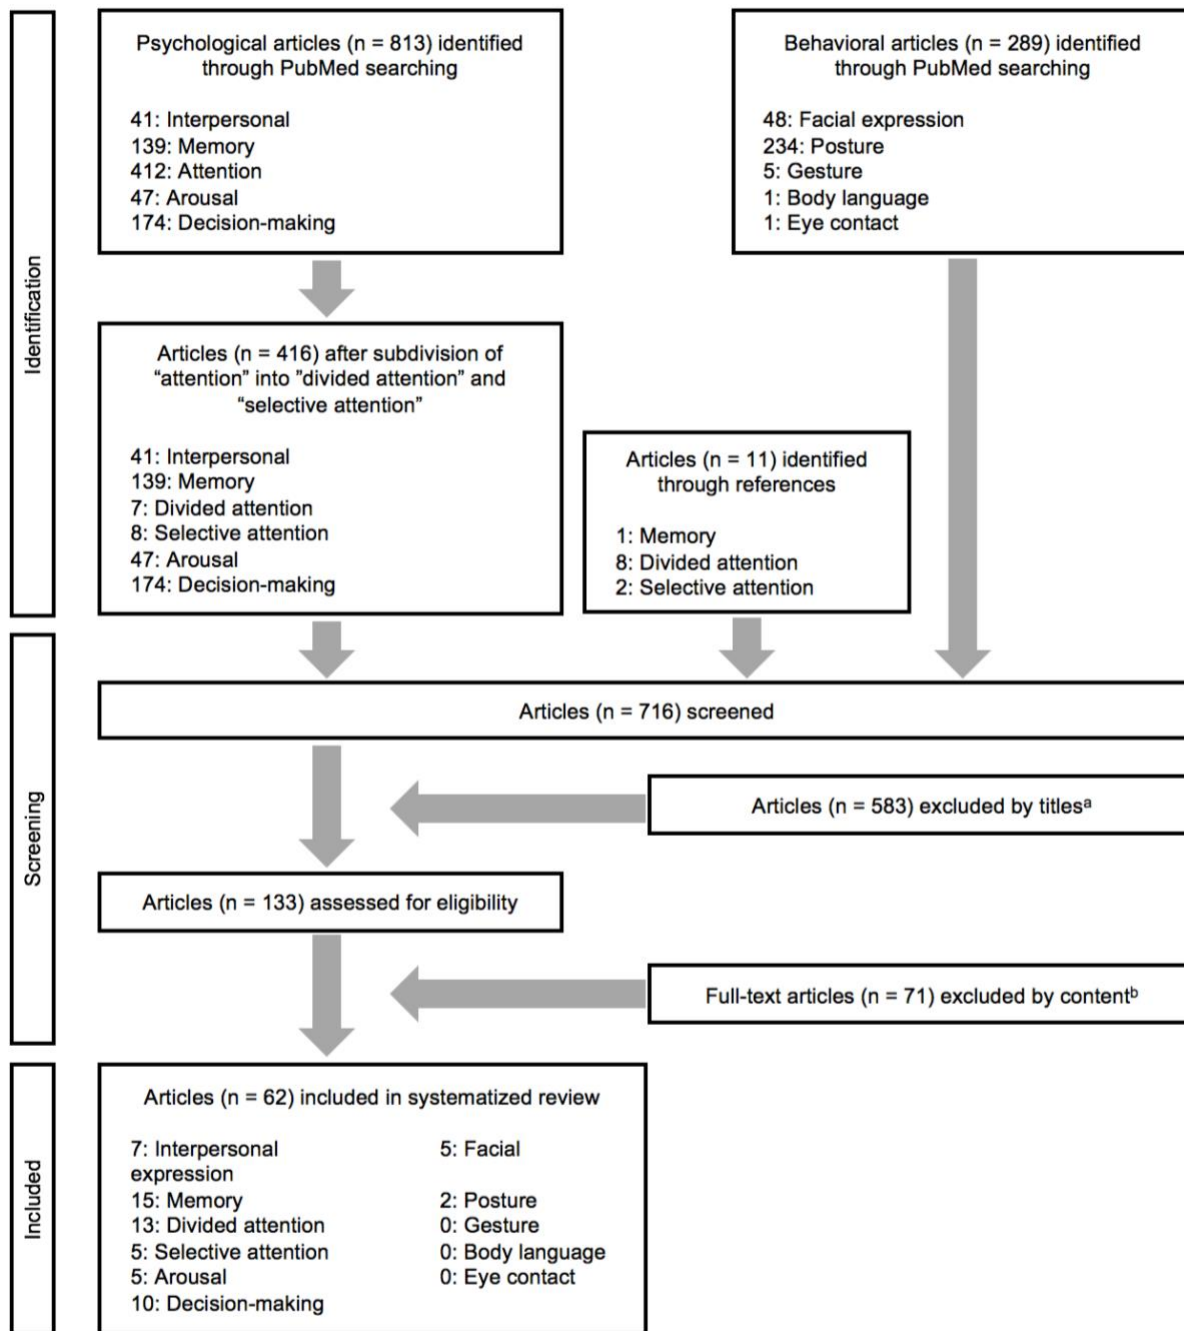 Identification
Psychological articles (n = 813) identified
through PubMed searching
41: Interpersonal
139: Memory
412: Attention
47: Arousal
174: Decision-making
Behavioral articles (n = 289) identified
through PubMed searching
48: Facial expression
234: Posture
5: Gesture
1: Body language
1: Eye contact
Articles (n = 416) after subdivision of
“attention” into ”divided attention” and
“selective attention”
41: Interpersonal
139: Memory
7: Divided attention
8: Selective attention
47: Arousal
174: Decision-making
Articles (n = 11) identified
through references
1: Memory
8: Divided attention
2: Selective attention
Screening
Articles (n = 716) screened
Articles (n = 583) excluded by titlesᵃ
Articles (n = 133) assessed for eligibility
Full-text articles (n = 71) excluded by contentᵇ
Included
Articles (n = 62) included in systematized review
7: Interpersonal 5: Facial
expression
15: Memory 2: Posture
13: Divided attention 0: Gesture
5: Selective attention 0: Body language
5: Arousal 0: Eye contact
10: Decision-making